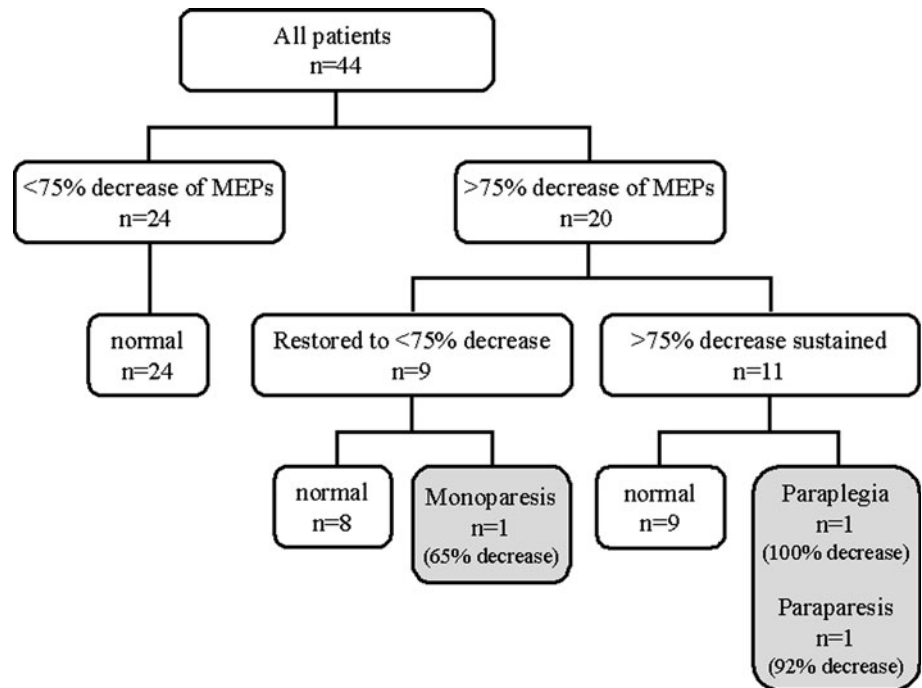 All patients
n=44
<75% decrease of MEPs
n=24
>75% decrease of MEPs
n=20
normal
n=24
Restored to <75% decrease
n=9
>75% decrease sustained
n=11
normal
n=8
Monoparesis
n=1
(65% decrease)
normal
n=9
Paraplegia
n=1
(100% decrease)
Paraparesis
n=1
(92% decrease)